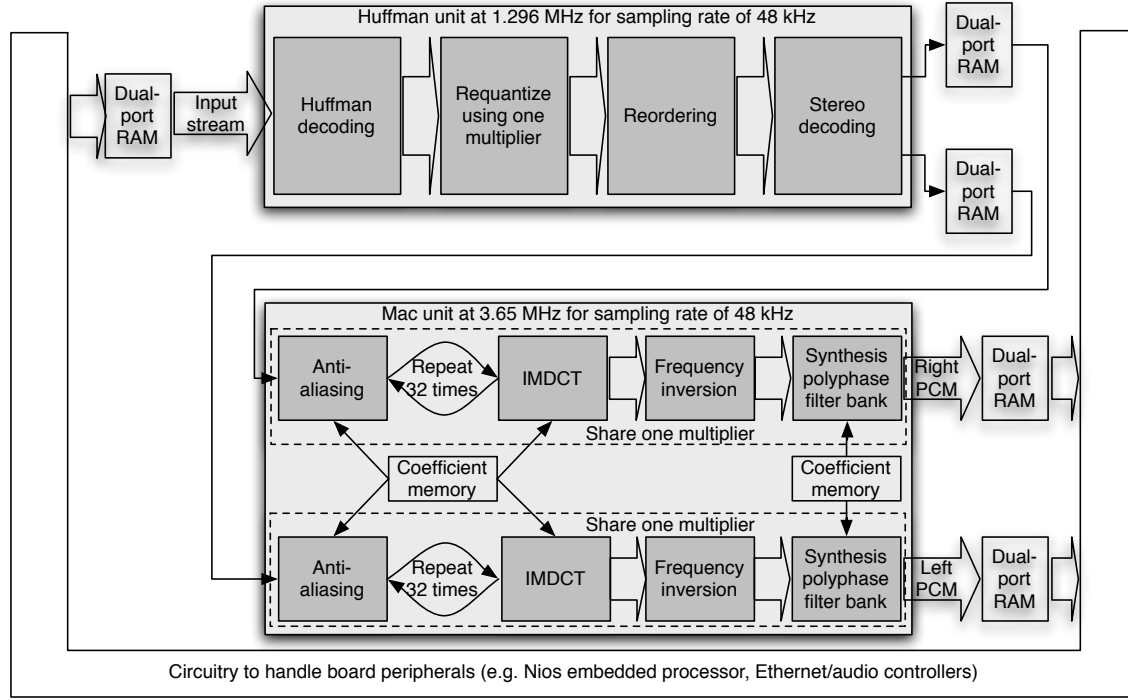 Huffman unit at 1.296 MHz for sampling rate of 48 kHz
Dual-
port
RAM
Input
stream
Huffman
decoding
Requantize
using one
multiplier
Reordering
Stereo
decoding
Dual-
port
RAM
Dual-
port
RAM
Mac unit at 3.65 MHz for sampling rate of 48 kHz
Anti-
aliasing
Repeat
32 times
IMDCT
Frequency
inversion
Synthesis
polyphase
filter bank
Right
PCM
Dual-
port
RAM
Share one multiplier
Coefficient
memory
Coefficient
memory
Share one multiplier
Anti-
aliasing
Repeat
32 times
IMDCT
Frequency
inversion
Synthesis
polyphase
filter bank
Left
PCM
Dual-
port
RAM
Circuitry to handle board peripherals (e.g. Nios embedded processor, Ethernet/audio controllers)